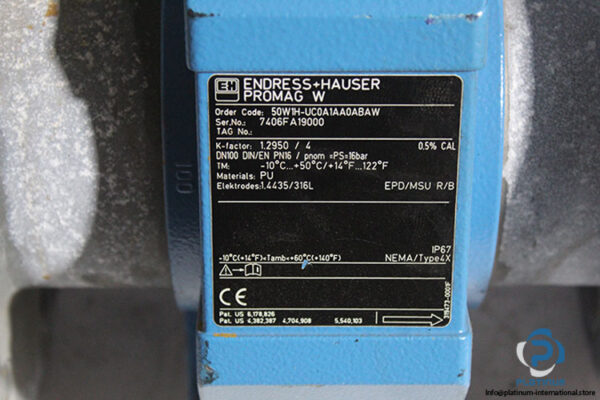 EH ENDRESS+HAUSER
PROMAG W
Order Code: 50W1H-UC0A1AA0ABAW
Ser.No.: 7406FA19000
TAG No.:
K-factor: 1.2950 / 4 0.5% CAL
DN100 DIN/EN PN16 / pnom =PS=16bar
TM: -10°C...+50°C/+14°F...122°F
Materials: PU
Elektrodes:1.4435/316L EPD/MSU R/B
IP67
-10°C(+14°F)<Tamb<+60°C(+140°F) NEMA/Type4X
CE
Pat. US 6,178,826
Pat. US 4,382,387 4,704,908 5,540,103
319473-0001F
100
Info@platinum-international.store